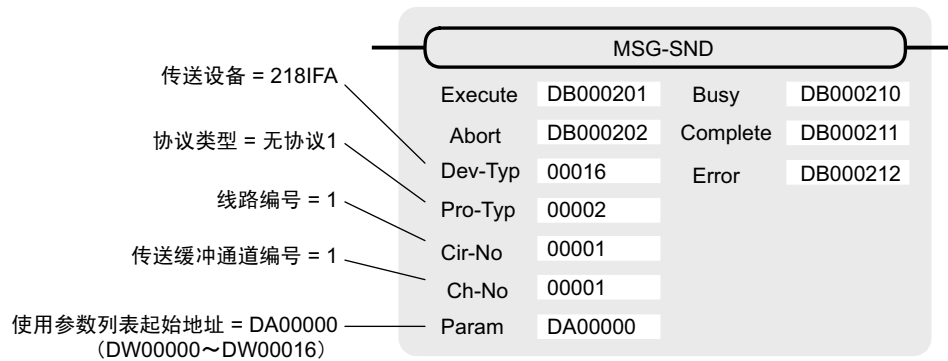 MSG-SND
传送设备 = 218IFA
Execute DB000201 Busy DB000210
协议类型 = 无协议1
Abort DB000202 Complete DB000211
Dev-Typ 00016 Error DB000212
线路编号 = 1
Pro-Typ 00002
传送缓冲通道编号 = 1
Cir-No 00001
Ch-No 00001
使用参数列表起始地址 = DA00000
Param DA00000
（DW00000～DW00016）